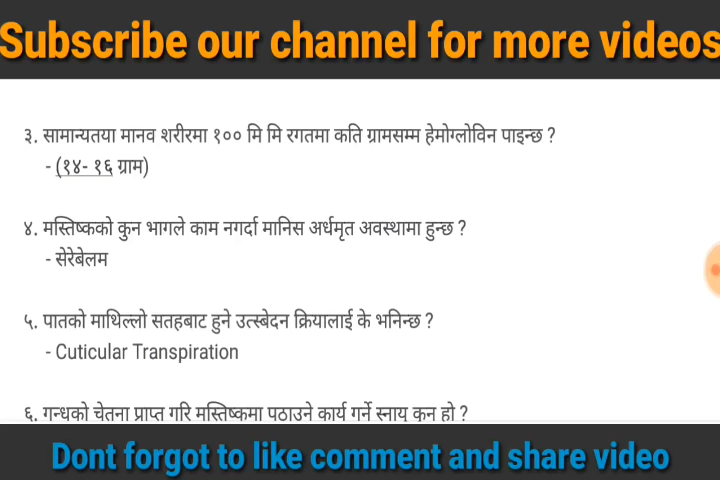 Subscribe our channel for more videos
३. सामान्यतया मानव शरीरमा १०० मि मि रगतमा कति ग्रामसम्म हेमोग्लोविन पाइन्छ ?
- (१४- १६ ग्राम)
४. मस्तिष्कको कुन भागले काम नगर्दा मानिस अर्धमृत अवस्थामा हुन्छ ?
- सेरेबेलम
५. पातको माथिल्लो सतहबाट हुने उत्स्बेदन क्रियालाई के भनिन्छ ?
- Cuticular Transpiration
६. गन्धको चेतना प्राप्त गरि मस्तिष्कमा पठाउने कार्य गर्ने स्नायु कुन हो ?
Dont forgot to like comment and share video